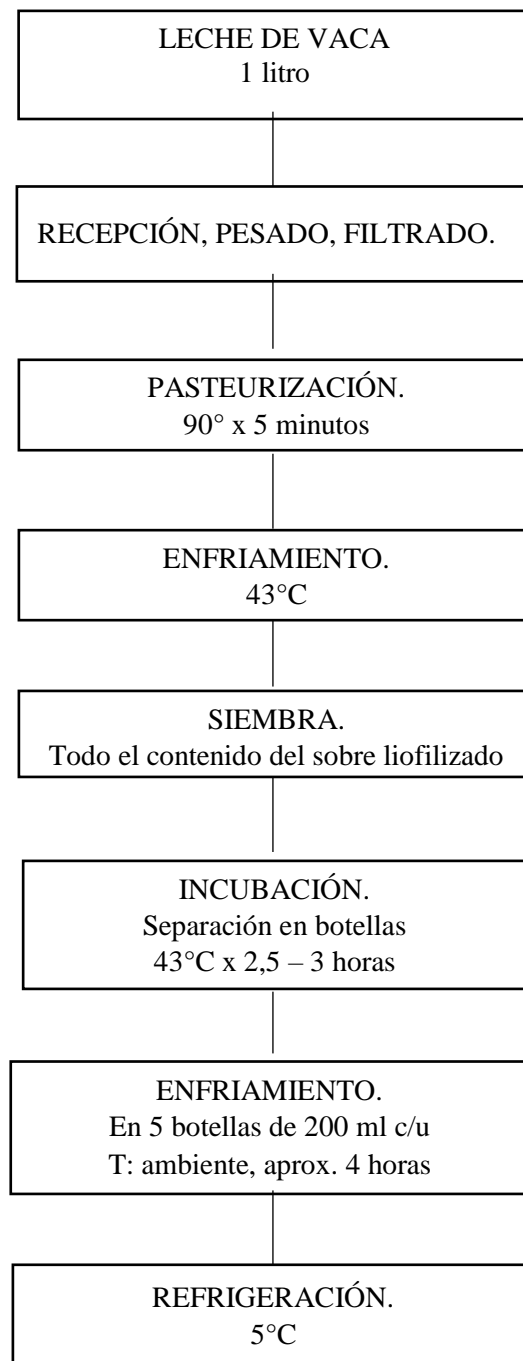 LECHE DE VACA
1 litro
RECEPCIÓN, PESADO, FILTRADO.
PASTEURIZACIÓN.
90° x 5 minutos
ENFRIAMIENTO.
43°C
SIEMBRA.
Todo el contenido del sobre liofilizado
INCUBACIÓN.
Separación en botellas
43°C x 2,5 – 3 horas
ENFRIAMIENTO.
En 5 botellas de 200 ml c/u
T: ambiente, aprox. 4 horas
REFRIGERACIÓN.
5°C